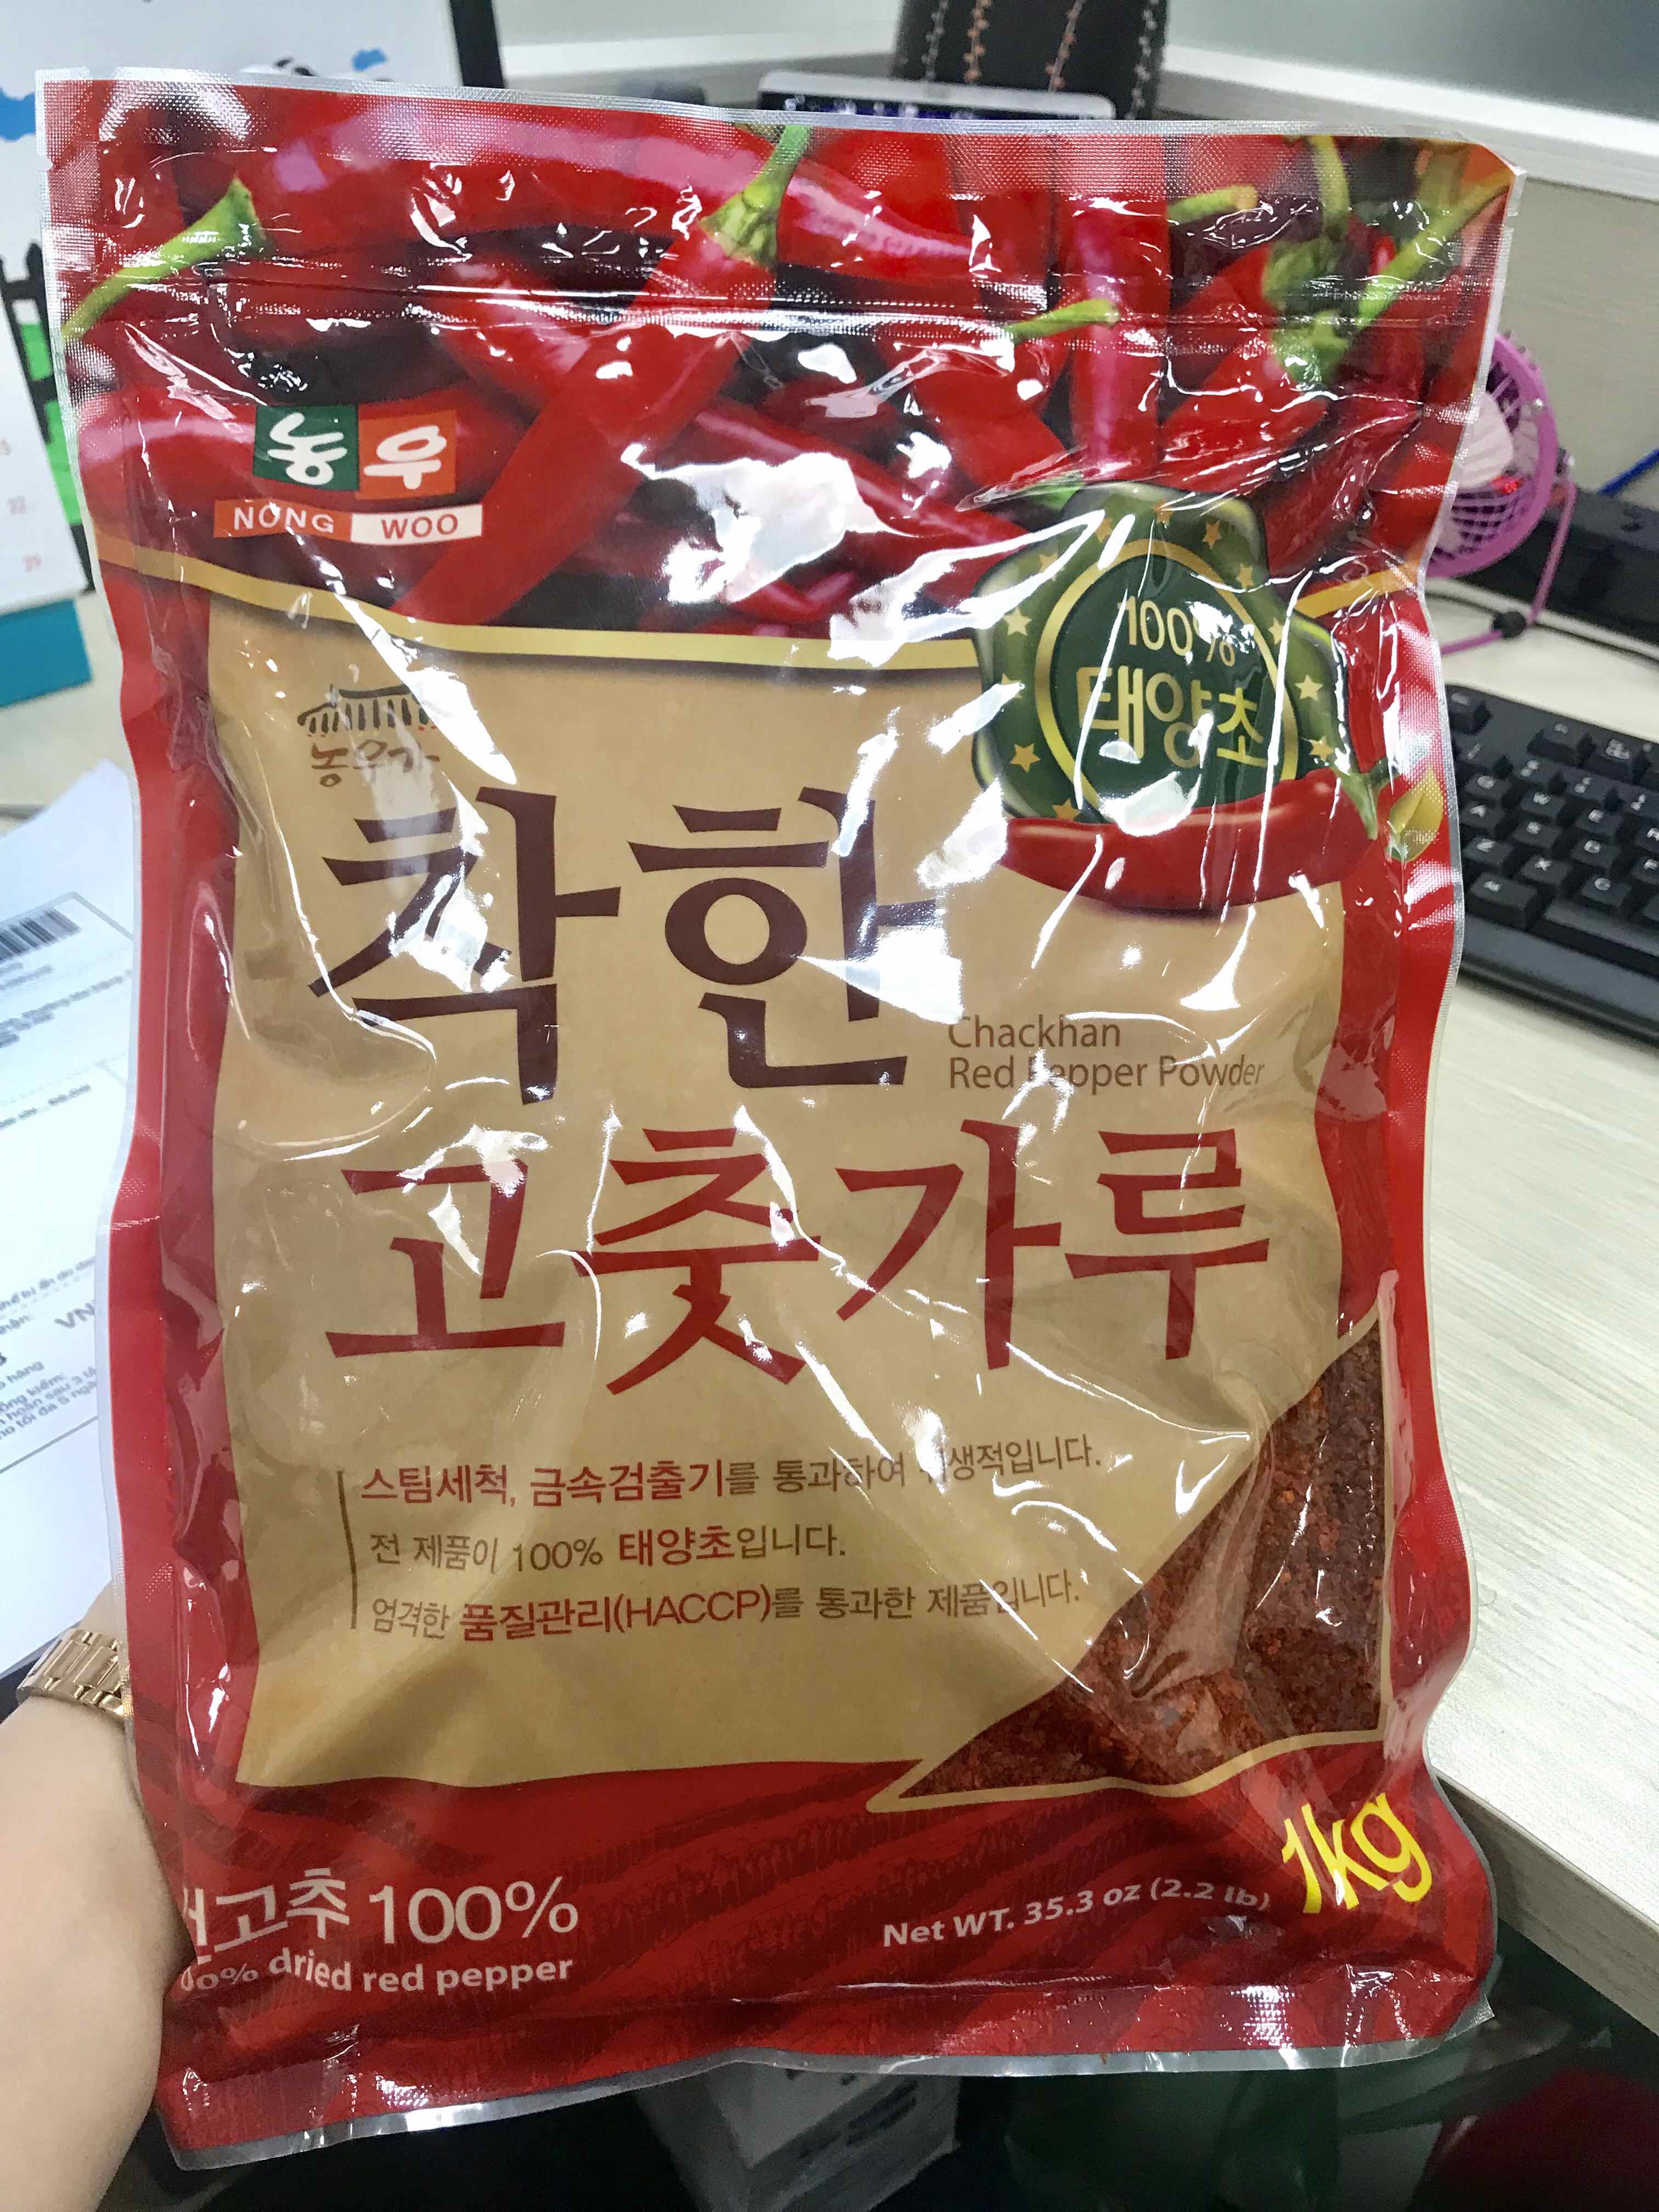 농우
NONG WOO
100%
태양초
농우가
착한
Chackhan
Red Pepper Powder
고춧가루
스팀세척, 금속검출기를 통과하여 위생적입니다.
전 제품이 100% 태양초입니다.
엄격한 품질관리(HACCP)를 통과한 제품입니다.
건고추 100%
100% dried red pepper
Net WT. 35.3 oz (2.2 lb)
1kg
VN